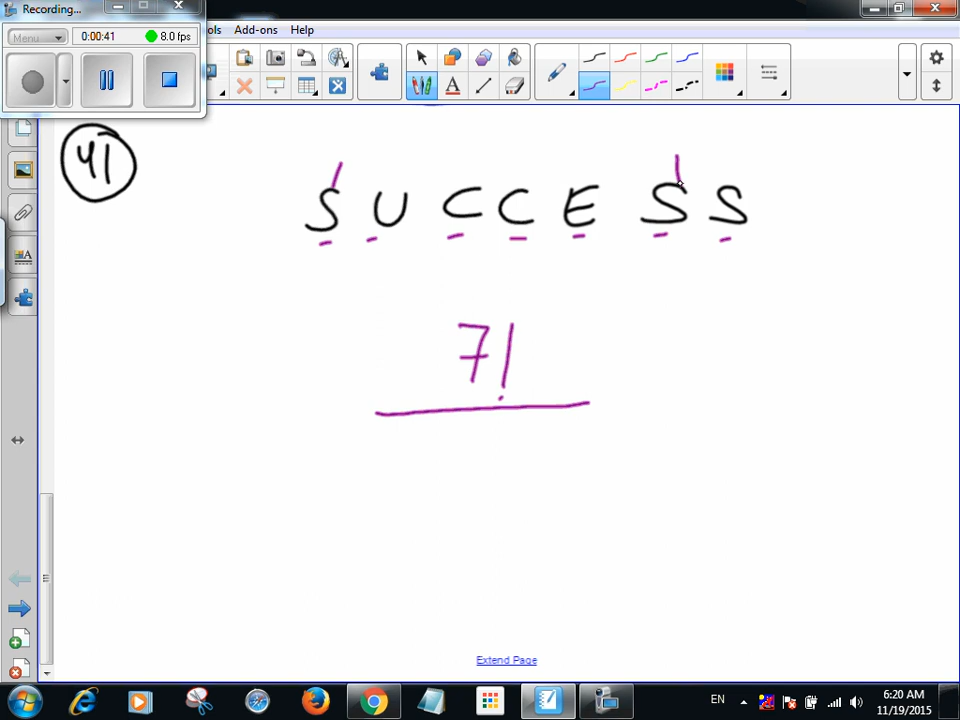 Recording...
Menu
0:00:41
8.0 fps
ols Add-ons Help
41
S U C C E S S
7!
Extend Page
EN
6:20 AM
11/19/2015